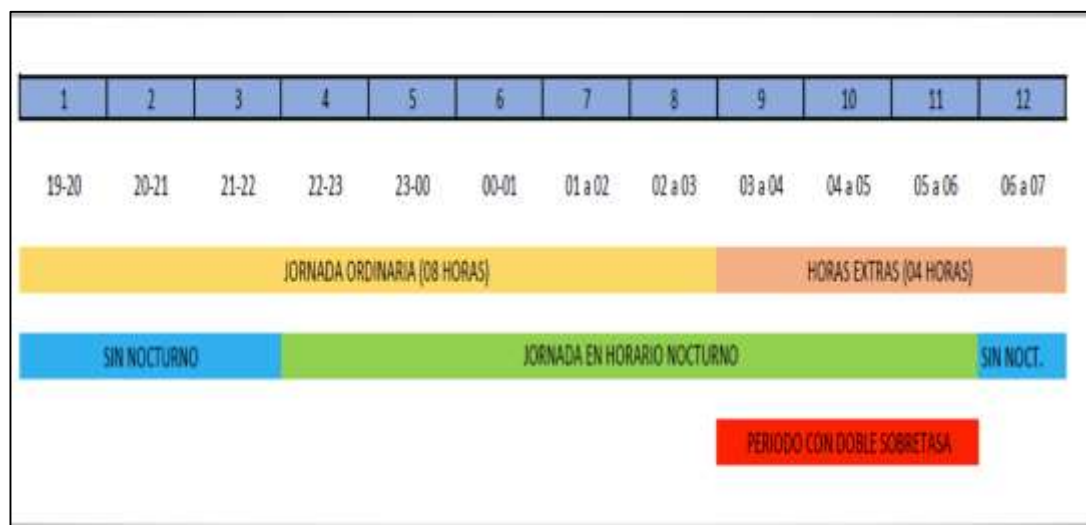 1 2 3 4 5 6 7 8 9 10 11 12
19-20 20-21 21-22 22-23 23-00 00-01 01 a 02 02 a 03 03 a 04 04 a 05 05 a 06 06 a 07
JORNADA ORDINARIA (08 HORAS) HORAS EXTRAS (04 HORAS)
SIN NOCTURNO JORNADA EN HORARIO NOCTURNO SIN NOCT.
PERIODO CON DOBLE SOBRETASA